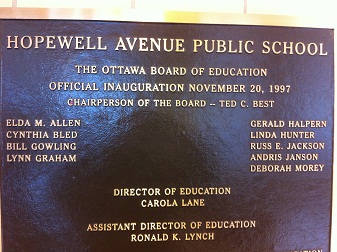 HOPEWELL AVENUE PUBLIC SCHOOL
THE OTTAWA BOARD OF EDUCATION
OFFICIAL INAUGURATION NOVEMBER 20, 1997
CHAIRPERSON OF THE BOARD -- TED C. BEST
ELDA M. ALLEN
CYNTHIA BLED
BILL GOWLING
LYNN GRAHAM
GERALD HALPERN
LINDA HUNTER
RUSS E. JACKSON
ANDRIS JANSON
DEBORAH MOREY
DIRECTOR OF EDUCATION
CAROLA LANE
ASSISTANT DIRECTOR OF EDUCATION
RONALD K. LYNCH